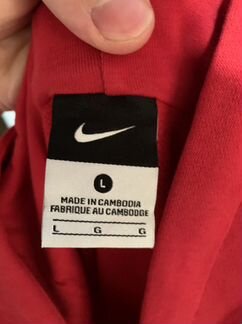 L
MADE IN CAMBODIA
FABRIQUE AU CAMBODGE
L G G